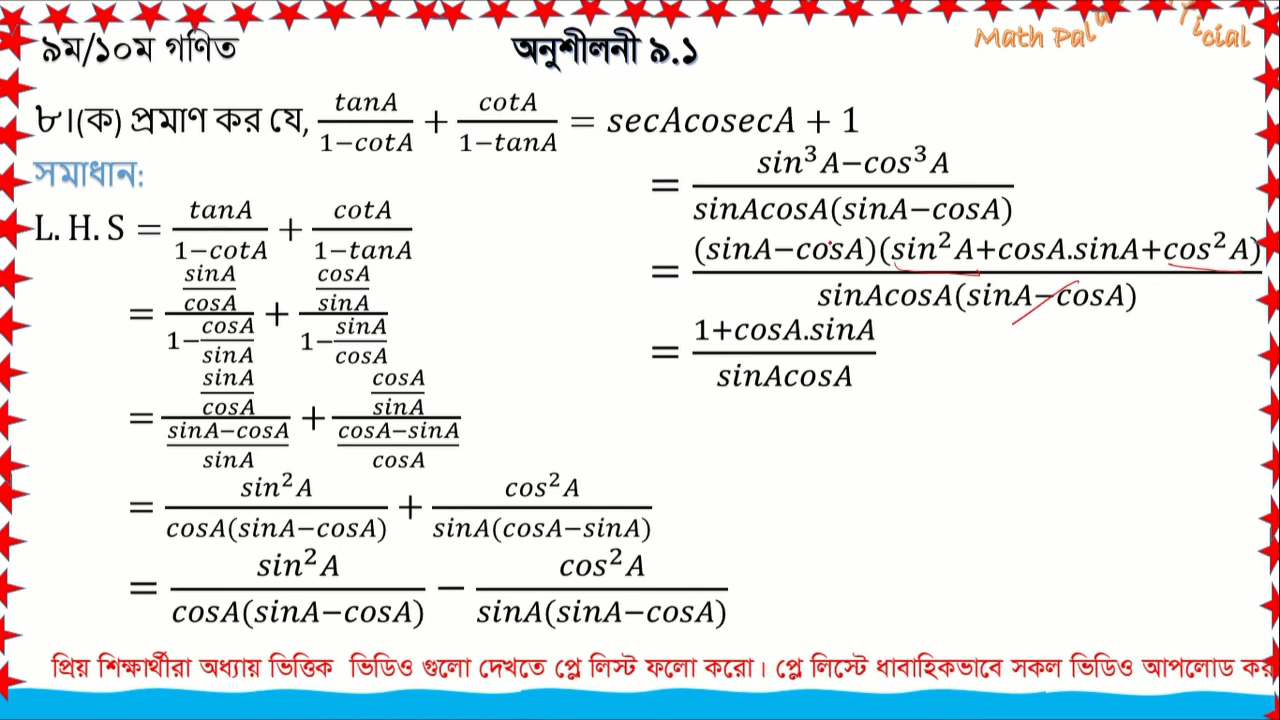 ৯ম/১০ম গণিত
অনুশীলনী ৯.১
Math Pal
cial
৮।(ক) প্রমাণ কর যে, tanA/(1−cotA) + cotA/(1−tanA) = secAcosecA + 1
সমাধান:
L. H. S = tanA/(1−cotA) + cotA/(1−tanA)
= (sinA/cosA)/(1−cosA/sinA) + (cosA/sinA)/(1−sinA/cosA)
= (sinA/cosA)/((sinA−cosA)/sinA) + (cosA/sinA)/((cosA−sinA)/cosA)
= sin²A/(cosA(sinA−cosA)) + cos²A/(sinA(cosA−sinA))
= sin²A/(cosA(sinA−cosA)) − cos²A/(sinA(sinA−cosA))
= (sin³A−cos³A)/(sinAcosA(sinA−cosA))
= (sinA−cosA)(sin²A+cosA.sinA+cos²A)/(sinAcosA(sinA−cosA))
= (1+cosA.sinA)/(sinAcosA)
প্রিয় শিক্ষার্থীরা অধ্যায় ভিত্তিক ভিডিও গুলো দেখতে প্লে লিস্ট ফলো করো। প্লে লিস্টে ধাবাহিকভাবে সকল ভিডিও আপলোড কর